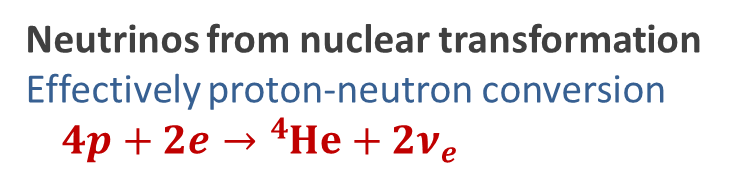 Neutrinos from nuclear transformation
Effectively proton-neutron conversion
4p + 2e → ⁴He + 2νₑ